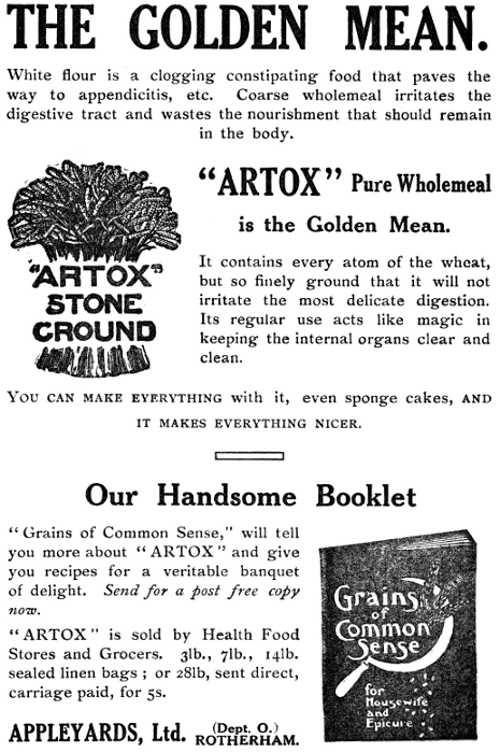 THE GOLDEN MEAN.
White flour is a clogging constipating food that paves the
way to appendicitis, etc. Coarse wholemeal irritates the
digestive tract and wastes the nourishment that should remain
in the body.
"ARTOX"
STONE
GROUND
"ARTOX" Pure Wholemeal
is the Golden Mean.
It contains every atom of the wheat,
but so finely ground that it will not
irritate the most delicate digestion.
Its regular use acts like magic in
keeping the internal organs clear and
clean.
YOU CAN MAKE EVERYTHING with it, even sponge cakes, AND
IT MAKES EVERYTHING NICER.
Our Handsome Booklet
"Grains of Common Sense," will tell
you more about "ARTOX" and give
you recipes for a veritable banquet
of delight. Send for a post free copy
now.
"ARTOX" is sold by Health Food
Stores and Grocers. 3lb., 7lb., 14lb.
sealed linen bags; or 28lb, sent direct,
carriage paid, for 5s.
APPLEYARDS, Ltd. (Dept. O.)
ROTHERHAM.
Grains
of
Common
Sense
for
Housewife
and
Epicure